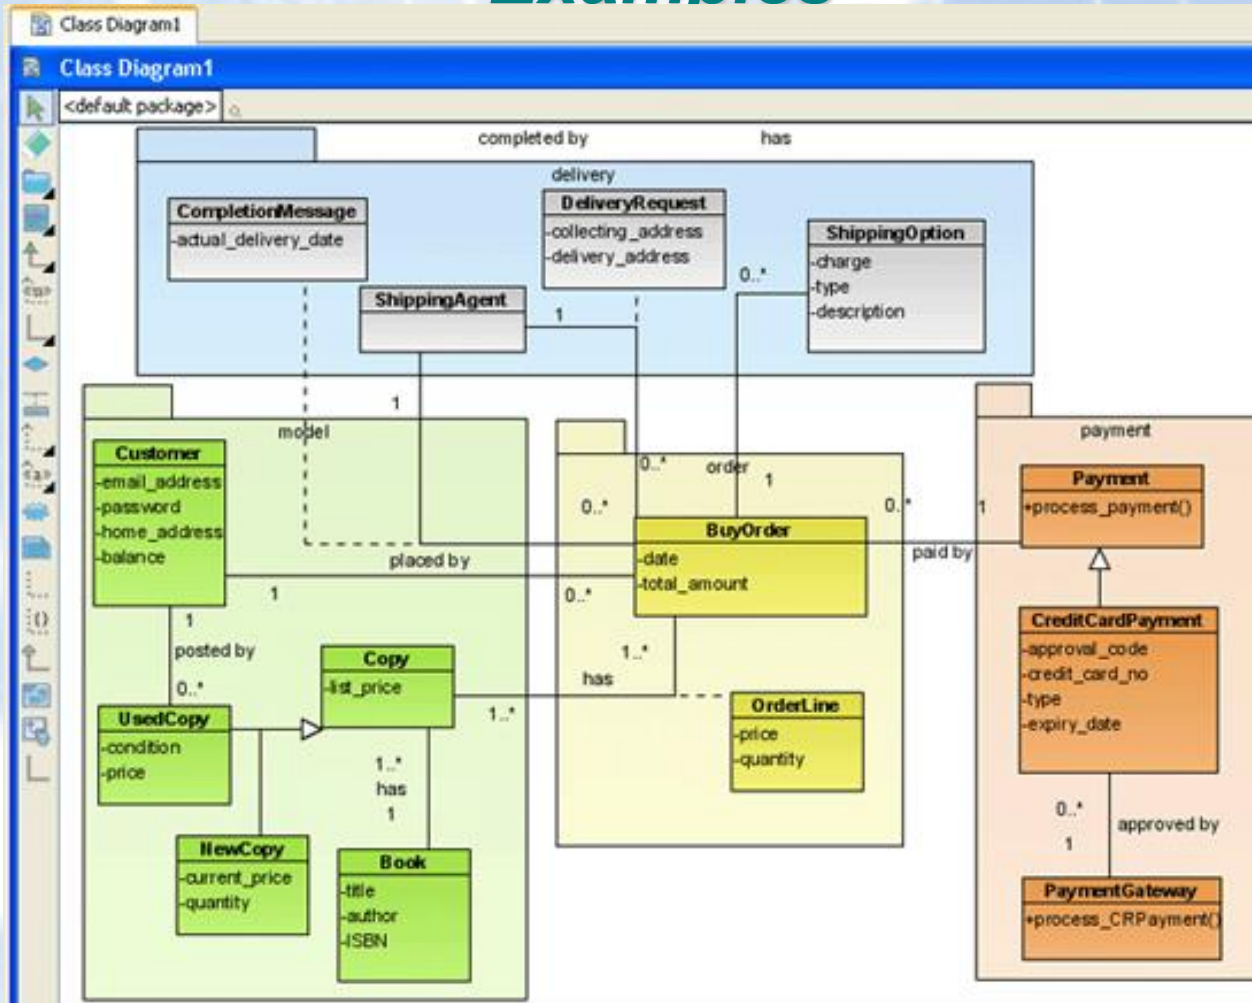 Examples
Class Diagram1
Class Diagram1
<default package>
completed by
has
delivery
CompletionMessage
-actual_delivery_date
DeliveryRequest
-collecting_address
-delivery_address
ShippingOption
-charge
-type
-description
0..*
ShippingAgent
1
1
model
Customer
-email_address
-password
-home_address
-balance
order
0..*
1
0..*
0..*
BuyOrder
-date
-total_amount
placed by
1
0..*
payment
Payment
+process_payment()
1
paid by
1
posted by
0..*
Copy
-list_price
1..*
has
1..*
UsedCopy
-condition
-price
OrderLine
-price
-quantity
CreditCardPayment
-approval_code
-credit_card_no
-type
-expiry_date
1..*
has
1
NewCopy
-current_price
-quantity
Book
-title
-author
-ISBN
0..*
approved by
1
PaymentGateway
+process_CRPayment()